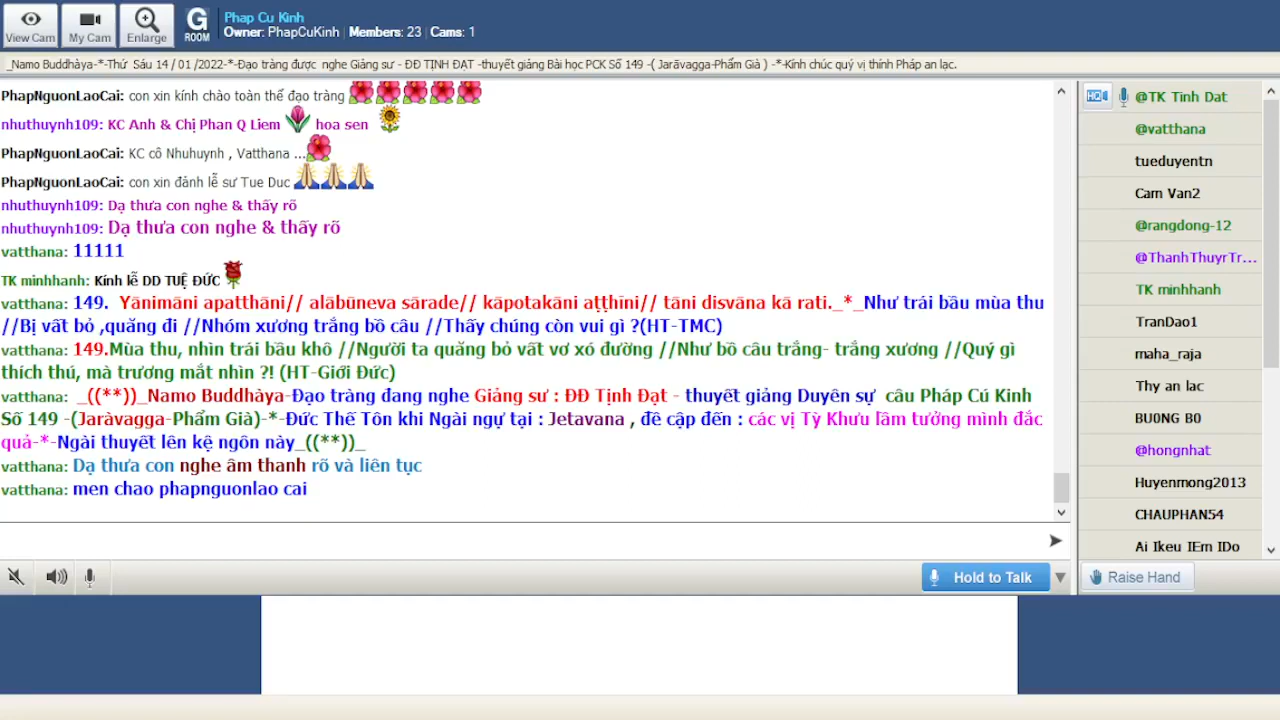 View Cam
My Cam
Enlarge
G
ROOM
Phap Cu Kinh
Owner: PhapCuKinh | Members: 23 | Cams: 1
_Namo Buddhàya-*-Thứ Sáu 14 / 01 /2022-*-Đạo tràng được nghe Giảng sư - ĐĐ TỊNH ĐẠT -thuyết giảng Bài học PCK Số 149 -( Jarāvagga-Phẩm Già ) -*-Kính chúc quý vị thính Pháp an lạc.
PhapNguonLaoCai: con xin kính chào toàn thể đạo tràng
nhuthuynh109: KC Anh & Chị Phan Q Liem hoa sen
PhapNguonLaoCai: KC cô Nhuhuynh , Vatthana ...
PhapNguonLaoCai: con xin đảnh lễ sư Tue Duc
nhuthuynh109: Dạ thưa con nghe & thấy rõ
nhuthuynh109: Dạ thưa con nghe & thấy rõ
vatthana: 11111
TK minhhanh: Kính lễ DD TUỆ ĐỨC
vatthana: 149. Yānimāni apatthāni// alābūneva sārade// kāpotakāni aṭṭhīni// tāni disvāna kā rati._*_Như trái bầu mùa thu
//Bị vất bỏ ,quăng đi //Nhóm xương trắng bồ câu //Thấy chúng còn vui gì ?(HT-TMC)
vatthana: 149.Mùa thu, nhìn trái bầu khô //Người ta quăng bỏ vất vơ xó đường //Như bồ câu trắng- trắng xương //Quý gì
thích thú, mà trương mắt nhìn ?! (HT-Giới Đức)
vatthana: _((**))_Namo Buddhàya-Đạo tràng đang nghe Giảng sư : ĐĐ Tịnh Đạt - thuyết giảng Duyên sự câu Pháp Cú Kinh
Số 149 -(Jaràvagga-Phẩm Già)-*-Đức Thế Tôn khi Ngài ngự tại : Jetavana , đề cập đến : các vị Tỳ Khưu lầm tưởng mình đắc
quả-*-Ngài thuyết lên kệ ngôn này_((**))_
vatthana: Dạ thưa con nghe âm thanh rõ và liên tục
vatthana: men chao phapnguonlao cai
Hold to Talk
HQ
@TK Tinh Dat
@vatthana
tueduyentn
Cam Van2
@rangdong-12
@ThanhThuyrTr...
TK minhhanh
TranDao1
maha_raja
Thy an lac
BU0NG B0
@hongnhat
Huyenmong2013
CHAUPHAN54
Ai Ikeu IEm IDo
Raise Hand